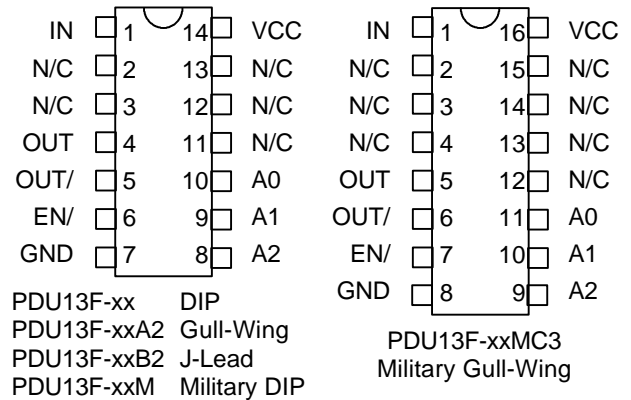 IN 1 14 VCC
N/C 2 13 N/C
N/C 3 12 N/C
OUT 4 11 N/C
OUT/ 5 10 A0
EN/ 6 9 A1
GND 7 8 A2
PDU13F-xx DIP
PDU13F-xxA2 Gull-Wing
PDU13F-xxB2 J-Lead
PDU13F-xxM Military DIP
IN 1 16 VCC
N/C 2 15 N/C
N/C 3 14 N/C
N/C 4 13 N/C
OUT 5 12 N/C
OUT/ 6 11 A0
EN/ 7 10 A1
GND 8 9 A2
PDU13F-xxMC3
Military Gull-Wing